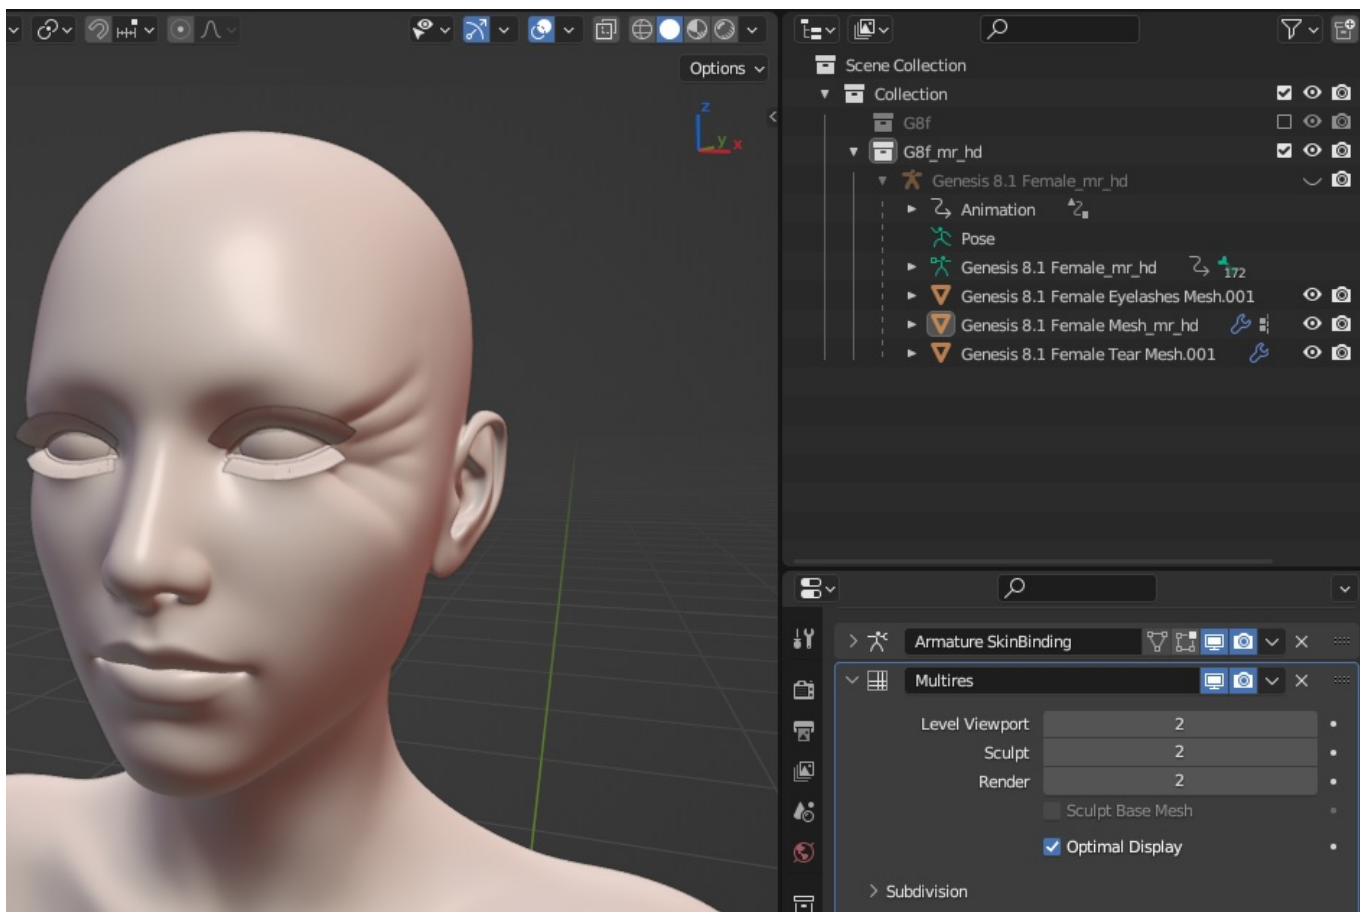 Options
Z
Y
X
Scene Collection
Collection
G8f
G8f_mr_hd
Genesis 8.1 Female_mr_hd
Animation
Pose
Genesis 8.1 Female_mr_hd
172
Genesis 8.1 Female Eyelashes Mesh.001
Genesis 8.1 Female Mesh_mr_hd
Genesis 8.1 Female Tear Mesh.001
Armature SkinBinding
Multires
Level Viewport 2
Sculpt 2
Render 2
Sculpt Base Mesh
Optimal Display
Subdivision